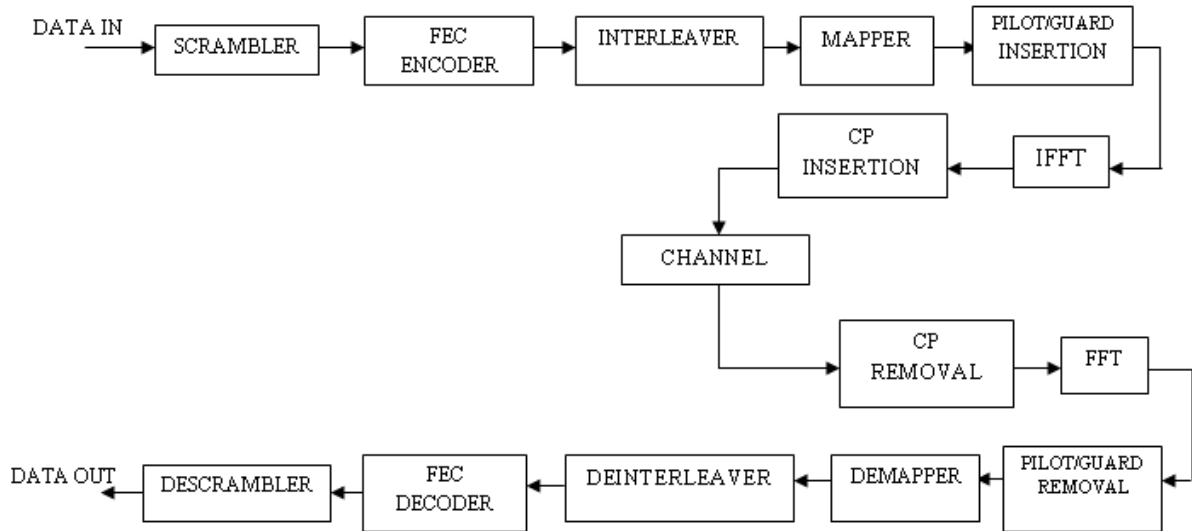 DATA IN
SCRAMBLER
FEC
ENCODER
INTERLEAVER
MAPPER
PILOT/GUARD
INSERTION
CP
INSERTION
IFFT
CHANNEL
CP
REMOVAL
FFT
DATA OUT
DESCRAMBLER
FEC
DECODER
DEINTERLEAVER
DEMAPPER
PILOT/GUARD
REMOVAL